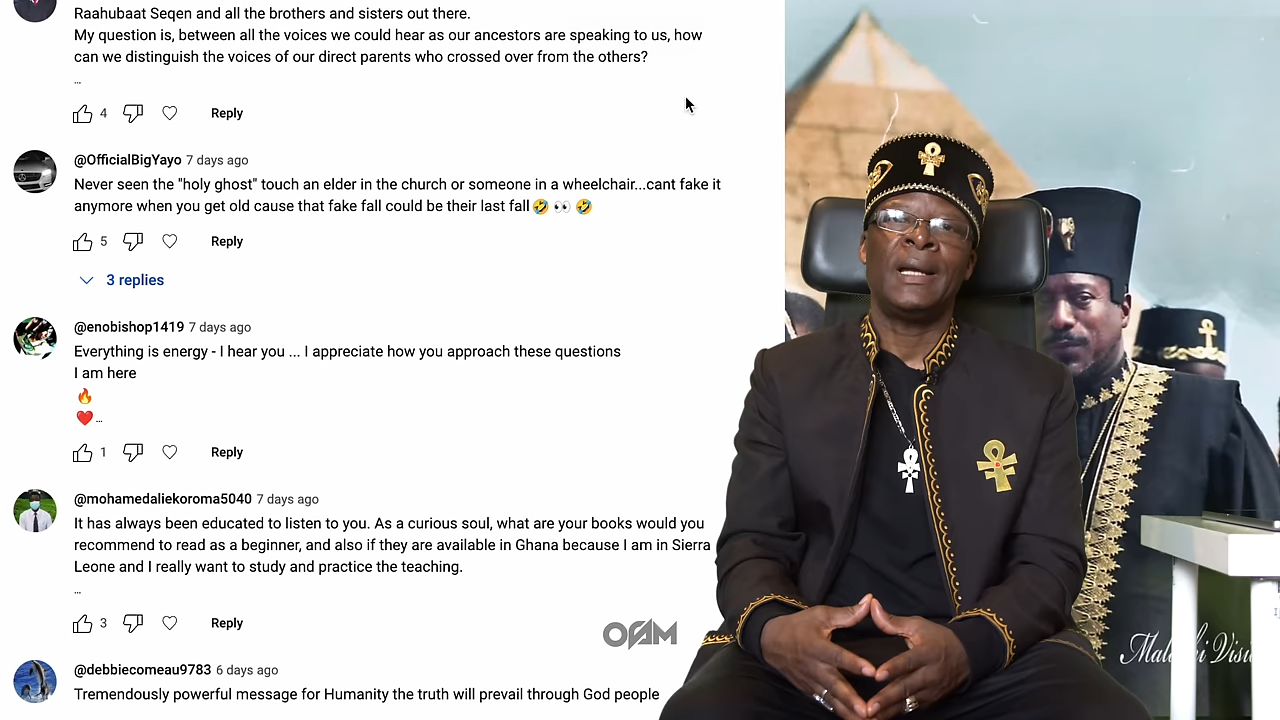 Raahubaat Seqen and all the brothers and sisters out there.
My question is, between all the voices we could hear as our ancestors are speaking to us, how
can we distinguish the voices of our direct parents who crossed over from the others?
...
4
Reply
@OfficialBigYayo 7 days ago
Never seen the "holy ghost" touch an elder in the church or someone in a wheelchair...cant fake it
anymore when you get old cause that fake fall could be their last fall🤣 👀 🤣
5
Reply
3 replies
@enobishop1419 7 days ago
Everything is energy - I hear you ... I appreciate how you approach these questions
I am here
🔥
❤️ ...
1
Reply
@mohamedaliekoroma5040 7 days ago
It has always been educated to listen to you. As a curious soul, what are your books would you
recommend to read as a beginner, and also if they are available in Ghana because I am in Sierra
Leone and I really want to study and practice the teaching.
...
3
Reply
@debbiecomeau9783 6 days ago
Tremendously powerful message for Humanity the truth will prevail through God people